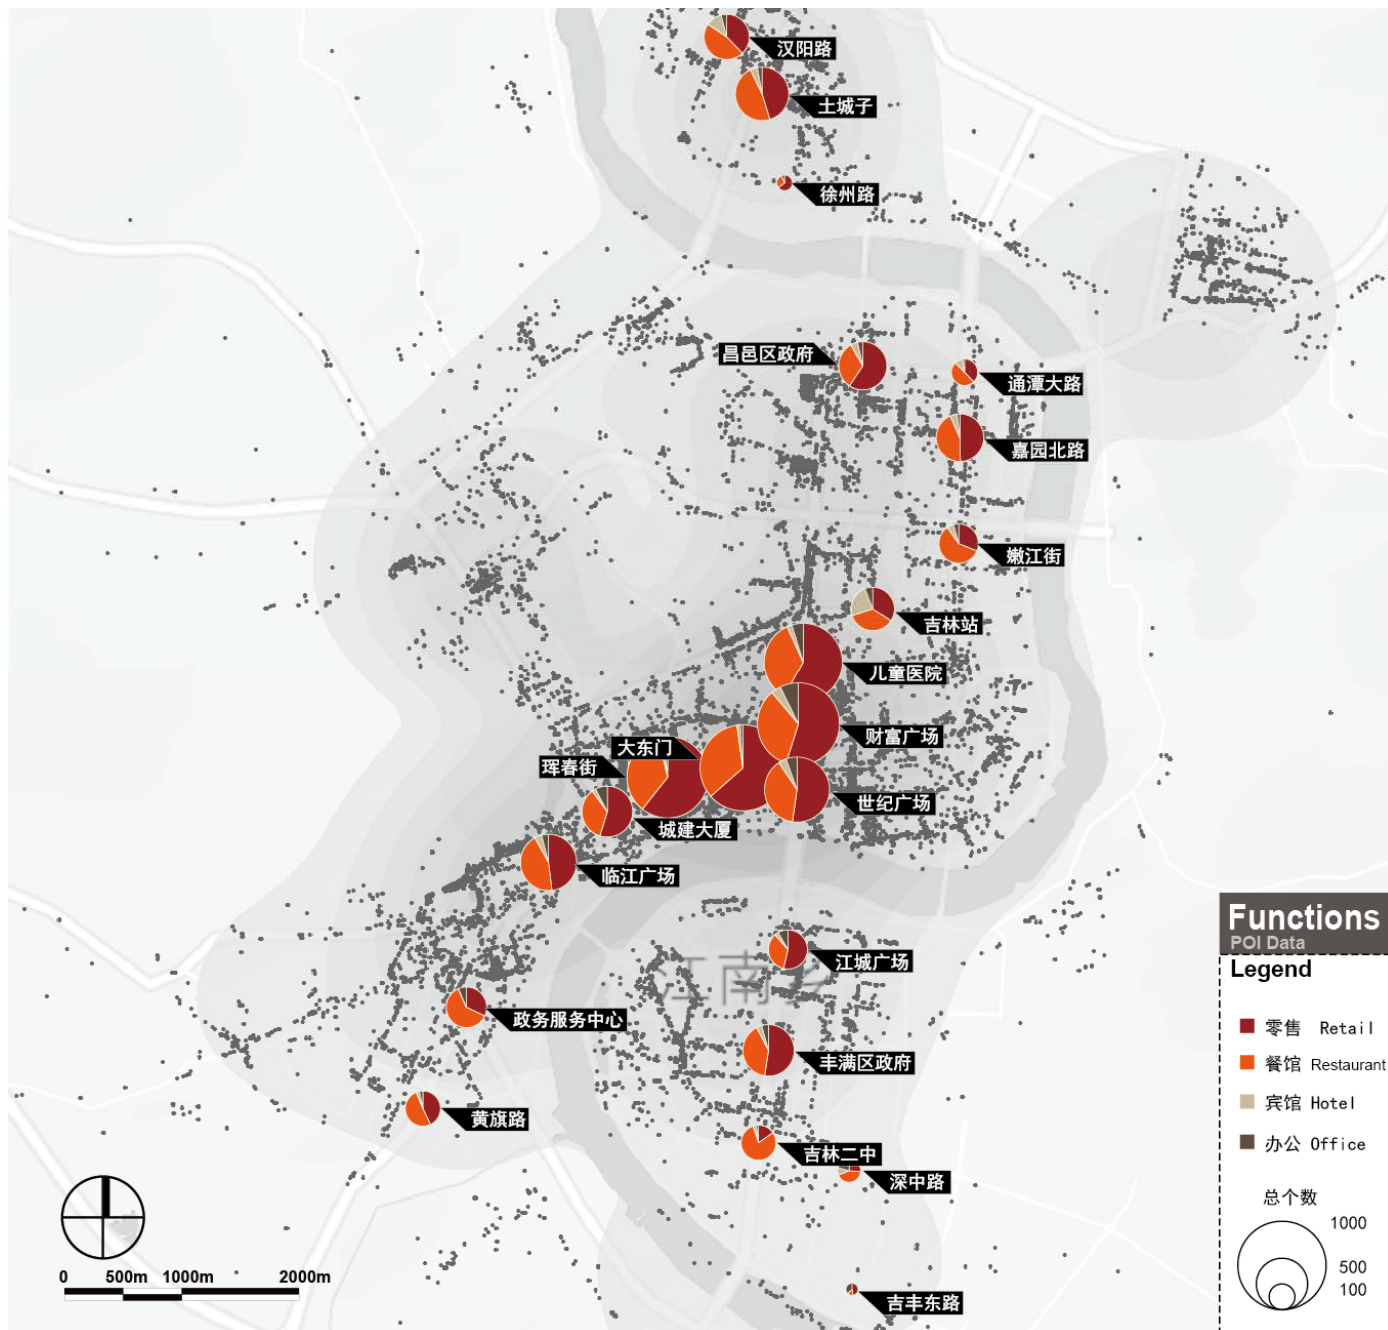 汉阳路
土城子
徐州路
昌邑区政府
通潭大路
嘉园北路
嫩江街
吉林站
儿童医院
财富广场
大东门
珲春街
世纪广场
城建大厦
临江广场
江城广场
江南乡
政务服务中心
丰满区政府
黄旗路
吉林二中
深中路
吉丰东路
0 500m 1000m 2000m
Functions
POI Data
Legend
零售 Retail
餐馆 Restaurant
宾馆 Hotel
办公 Office
总个数
1000
500
100